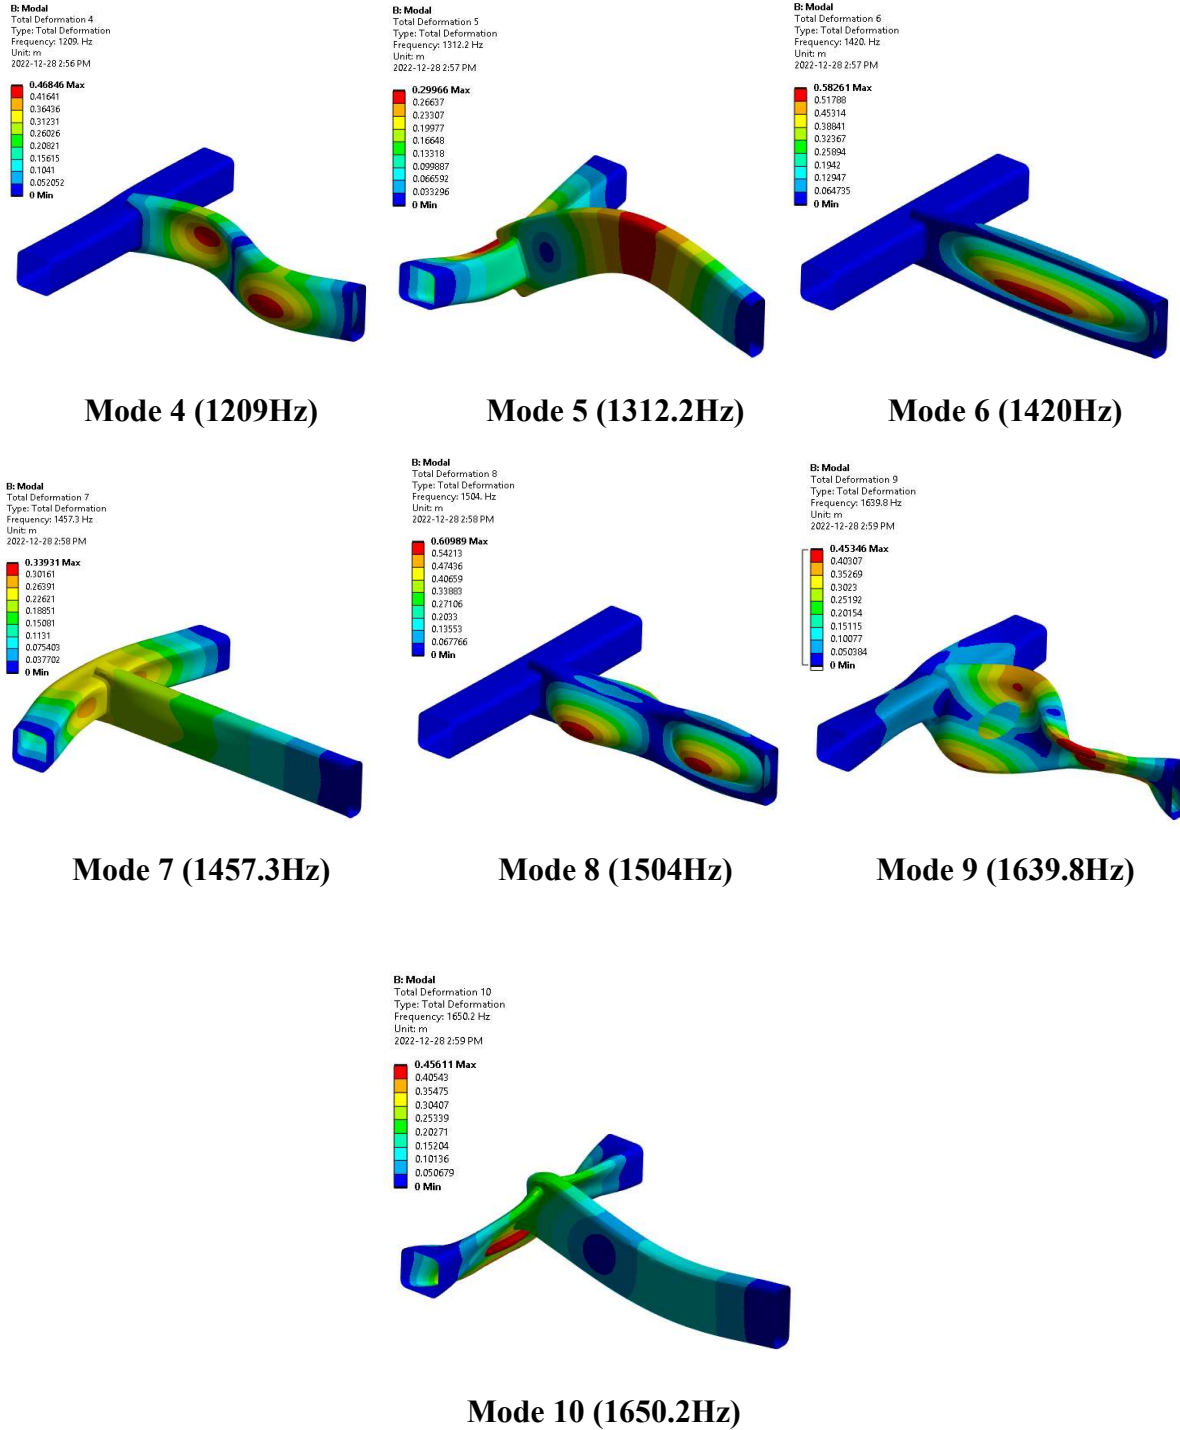 B: Modal
Total Deformation 4
Type: Total Deformation
Frequency: 1209. Hz
Unit: m
2022-12-28 2:56 PM
0.46846 Max
0.41641
0.36436
0.31231
0.26026
0.20821
0.15615
0.1041
0.052052
0 Min
B: Modal
Total Deformation 5
Type: Total Deformation
Frequency: 1312.2 Hz
Unit: m
2022-12-28 2:57 PM
0.29966 Max
0.26637
0.23307
0.19977
0.16648
0.13318
0.099887
0.066592
0.033296
0 Min
B: Modal
Total Deformation 6
Type: Total Deformation
Frequency: 1420. Hz
Unit: m
2022-12-28 2:57 PM
0.58261 Max
0.51788
0.45314
0.38841
0.32367
0.25894
0.1942
0.12947
0.064735
0 Min
Mode 4 (1209Hz)
Mode 5 (1312.2Hz)
Mode 6 (1420Hz)
B: Modal
Total Deformation 7
Type: Total Deformation
Frequency: 1457.3 Hz
Unit: m
2022-12-28 2:58 PM
0.33931 Max
0.30161
0.26391
0.22621
0.18851
0.15081
0.1131
0.075403
0.037702
0 Min
B: Modal
Total Deformation 8
Type: Total Deformation
Frequency: 1504. Hz
Unit: m
2022-12-28 2:58 PM
0.60989 Max
0.54213
0.47436
0.40659
0.33883
0.27106
0.2033
0.13553
0.067766
0 Min
B: Modal
Total Deformation 9
Type: Total Deformation
Frequency: 1639.8 Hz
Unit: m
2022-12-28 2:59 PM
0.45346 Max
0.40307
0.35269
0.3023
0.25192
0.20154
0.15115
0.10077
0.050384
0 Min
Mode 7 (1457.3Hz)
Mode 8 (1504Hz)
Mode 9 (1639.8Hz)
B: Modal
Total Deformation 10
Type: Total Deformation
Frequency: 1650.2 Hz
Unit: m
2022-12-28 2:59 PM
0.45611 Max
0.40543
0.35475
0.30407
0.25339
0.20271
0.15204
0.10136
0.050679
0 Min
Mode 10 (1650.2Hz)